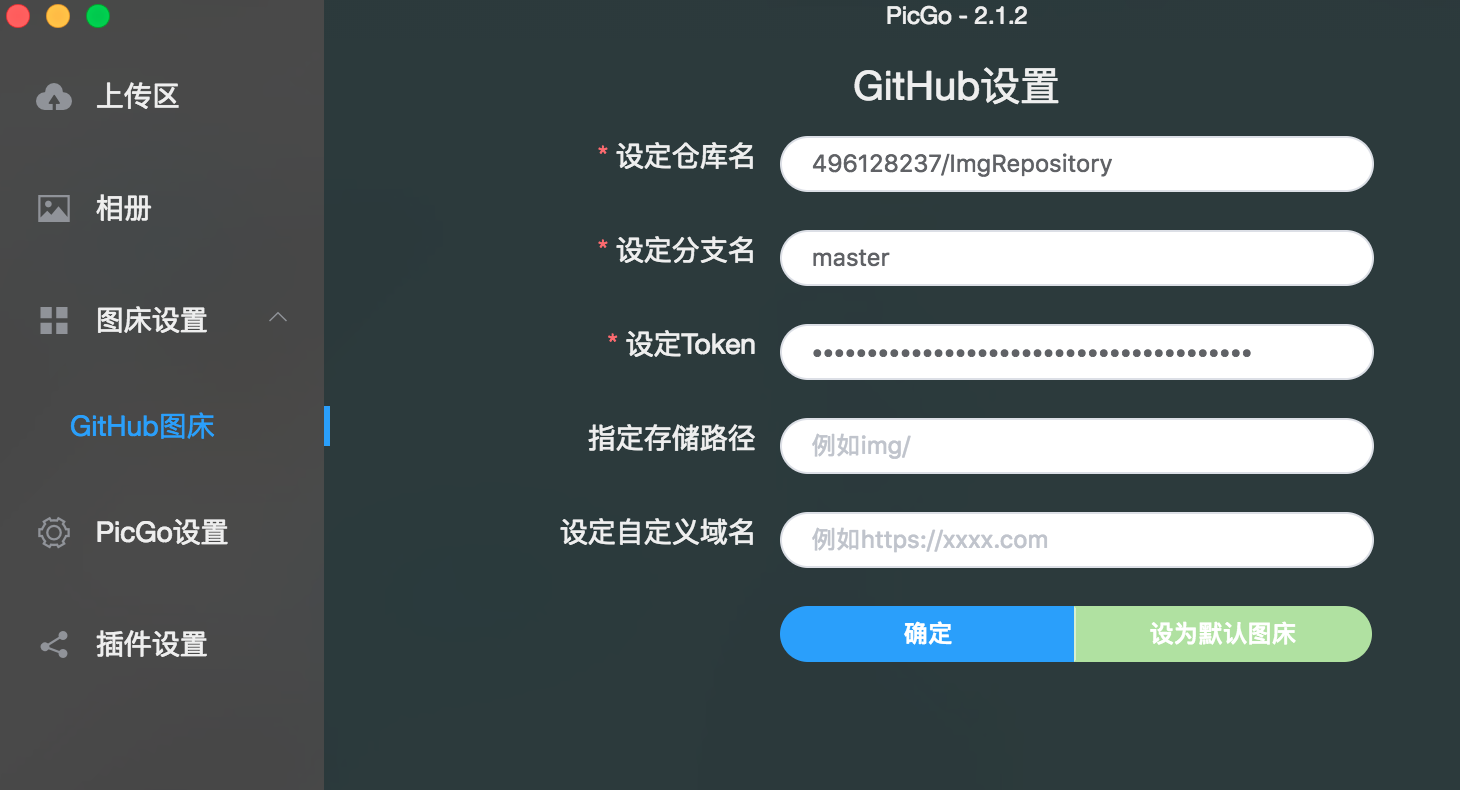 PicGo - 2.1.2
上传区
相册
图床设置
GitHub图床
PicGo设置
插件设置
GitHub设置
* 设定仓库名 496128237/ImgRepository
* 设定分支名 master
* 设定Token ••••••••••••••••••••••••••••••••••••••••
指定存储路径 例如img/
设定自定义域名 例如https://xxxx.com
确定 设为默认图床